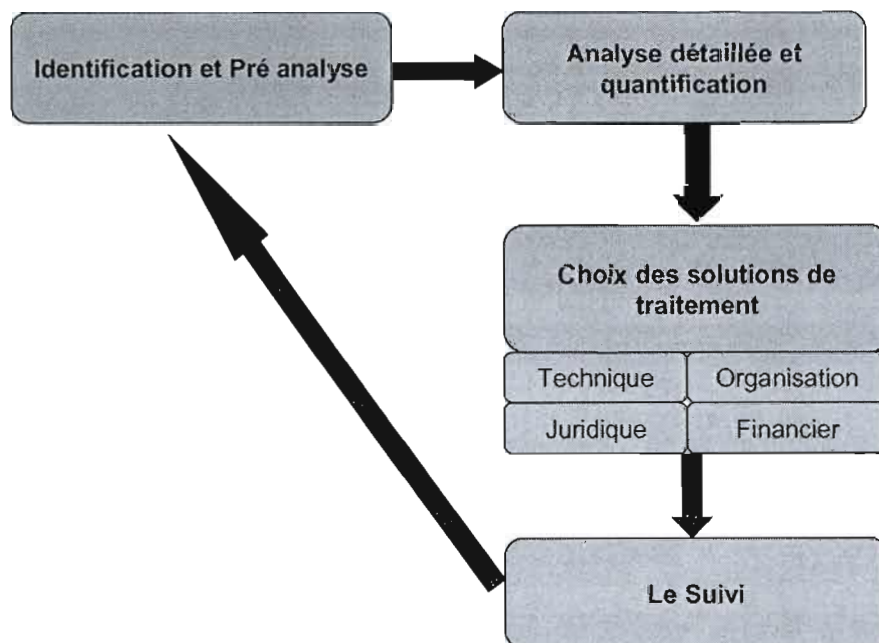 Identification et Pré analyse
Analyse détaillée et
quantification
Choix des solutions de
traitement
Technique
Organisation
Juridique
Financier
Le Suivi